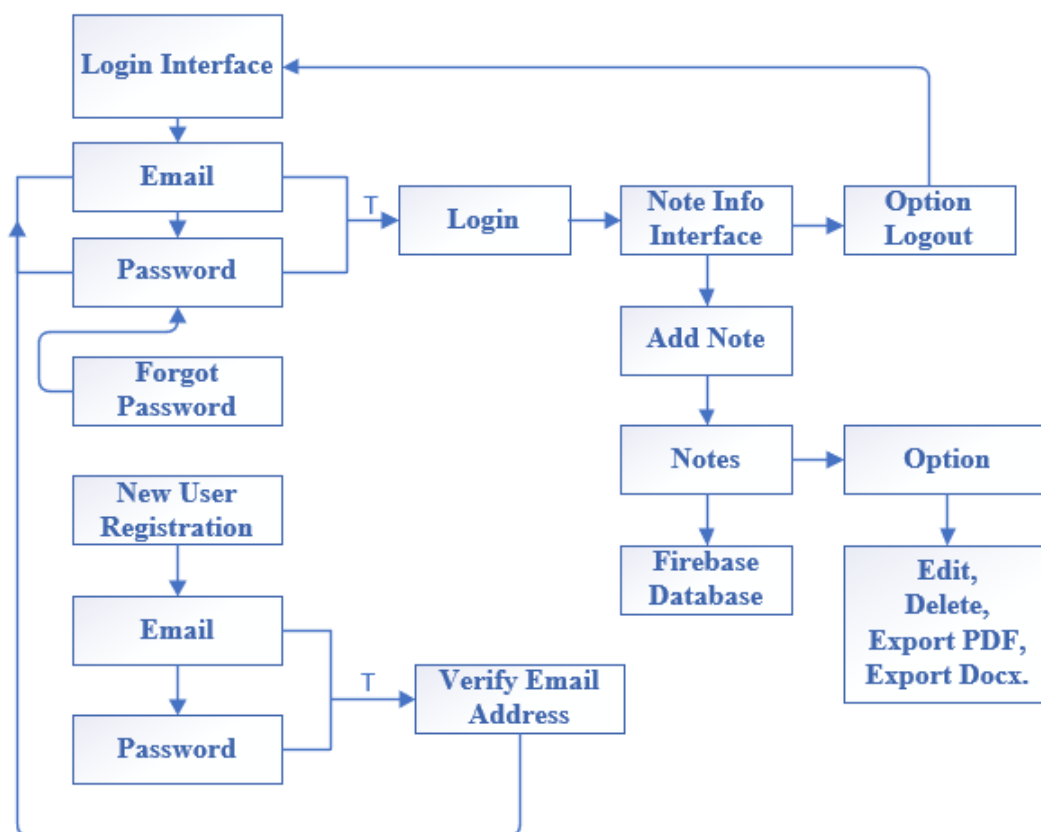 Login Interface
Email
Password
Forgot
Password
T
Login
Note Info
Interface
Option
Logout
Add Note
Notes
Option
Firebase
Database
Edit,
Delete,
Export PDF,
Export Docx.
New User
Registration
Email
Password
T
Verify Email
Address